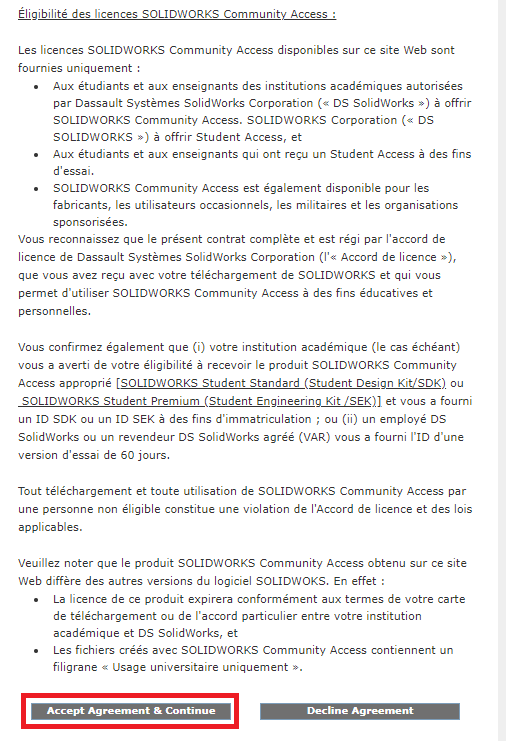 Éligibilité des licences SOLIDWORKS Community Access :
Les licences SOLIDWORKS Community Access disponibles sur ce site Web sont
fournies uniquement :
• Aux étudiants et aux enseignants des institutions académiques autorisées
par Dassault Systèmes SolidWorks Corporation (« DS SolidWorks ») à offrir
SOLIDWORKS Community Access. SOLIDWORKS Corporation (« DS
SOLIDWORKS ») à offrir Student Access, et
• Aux étudiants et aux enseignants qui ont reçu un Student Access à des fins
d'essai.
• SOLIDWORKS Community Access est également disponible pour les
fabricants, les utilisateurs occasionnels, les militaires et les organisations
sponsorisées.
Vous reconnaissez que le présent contrat complète et est régi par l'accord de
licence de Dassault Systèmes SolidWorks Corporation (l'« Accord de licence »),
que vous avez reçu avec votre téléchargement de SOLIDWORKS et qui vous
permet d'utiliser SOLIDWORKS Community Access à des fins éducatives et
personnelles.
Vous confirmez également que (i) votre institution académique (le cas échéant)
vous a averti de votre éligibilité à recevoir le produit SOLIDWORKS Community
Access approprié [SOLIDWORKS Student Standard (Student Design Kit/SDK) ou
SOLIDWORKS Student Premium (Student Engineering Kit /SEK)] et vous a fourni
un ID SDK ou un ID SEK à des fins d'immatriculation ; ou (ii) un employé DS
SolidWorks ou un revendeur DS SolidWorks agréé (VAR) vous a fourni l'ID d'une
version d'essai de 60 jours.
Tout téléchargement et toute utilisation de SOLIDWORKS Community Access par
une personne non éligible constitue une violation de l'Accord de licence et des lois
applicables.
Veuillez noter que le produit SOLIDWORKS Community Access obtenu sur ce site
Web diffère des autres versions du logiciel SOLIDWOKS. En effet :
• La licence de ce produit expirera conformément aux termes de votre carte
de téléchargement ou de l'accord particulier entre votre institution
académique et DS SolidWorks, et
• Les fichiers créés avec SOLIDWORKS Community Access contiennent un
filigrane « Usage universitaire uniquement ».
Accept Agreement & Continue
Decline Agreement